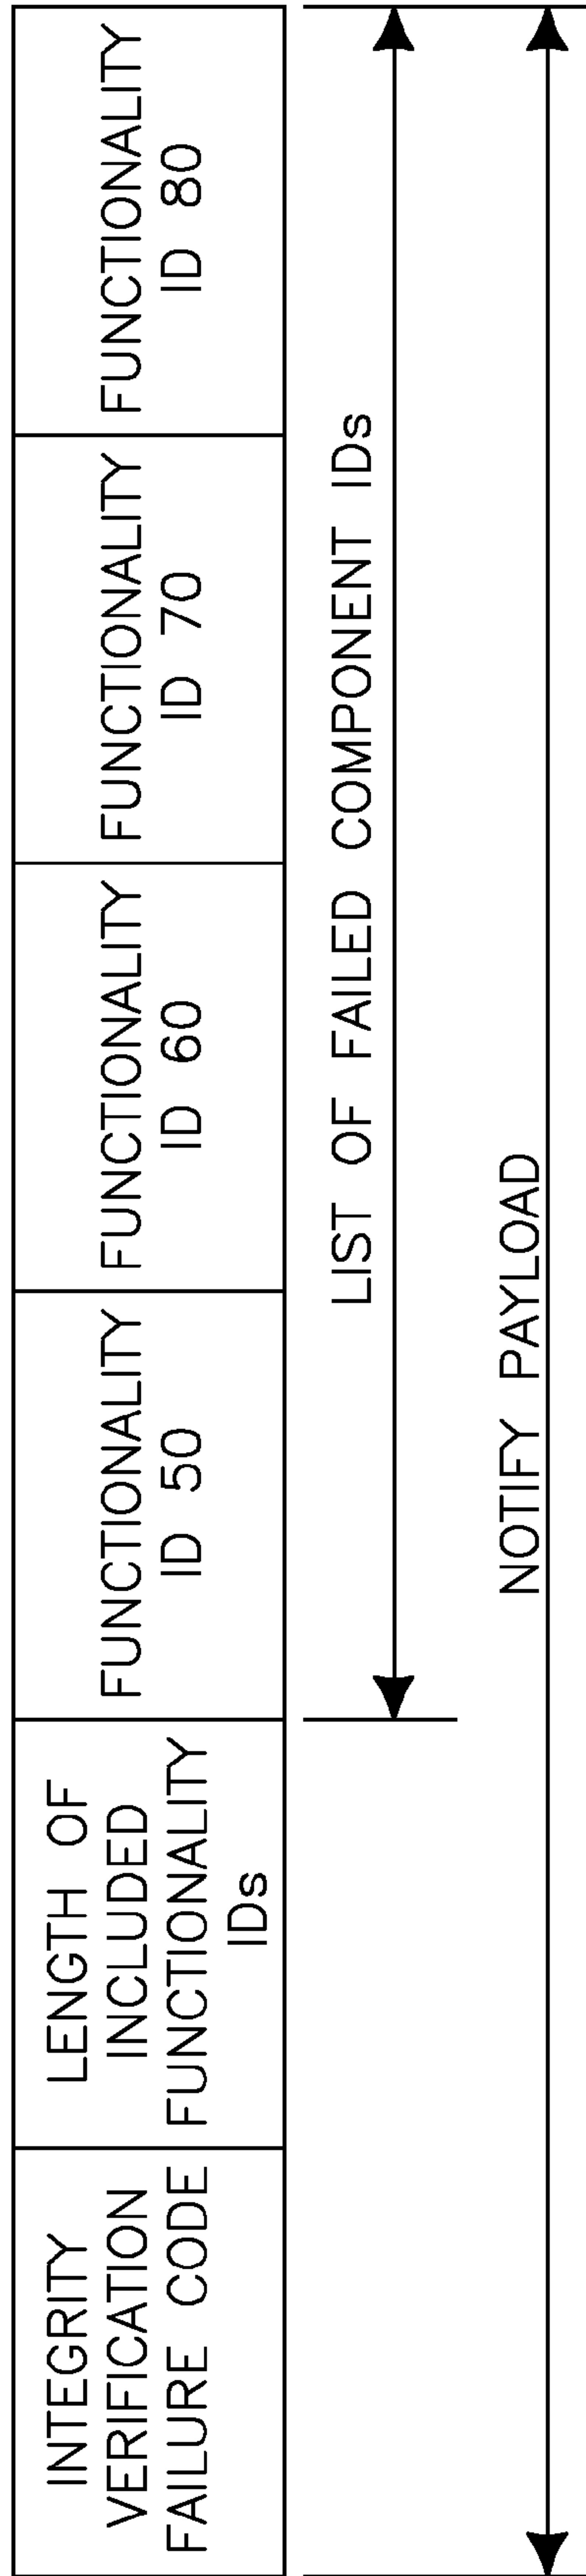 INTEGRITY
VERIFICATION
FAILURE CODE
LENGTH OF
INCLUDED
FUNCTIONALITY
IDs
FUNCTIONALITY
ID 50
FUNCTIONALITY
ID 60
FUNCTIONALITY
ID 70
FUNCTIONALITY
ID 80
LIST OF FAILED COMPONENT IDs
NOTIFY PAYLOAD